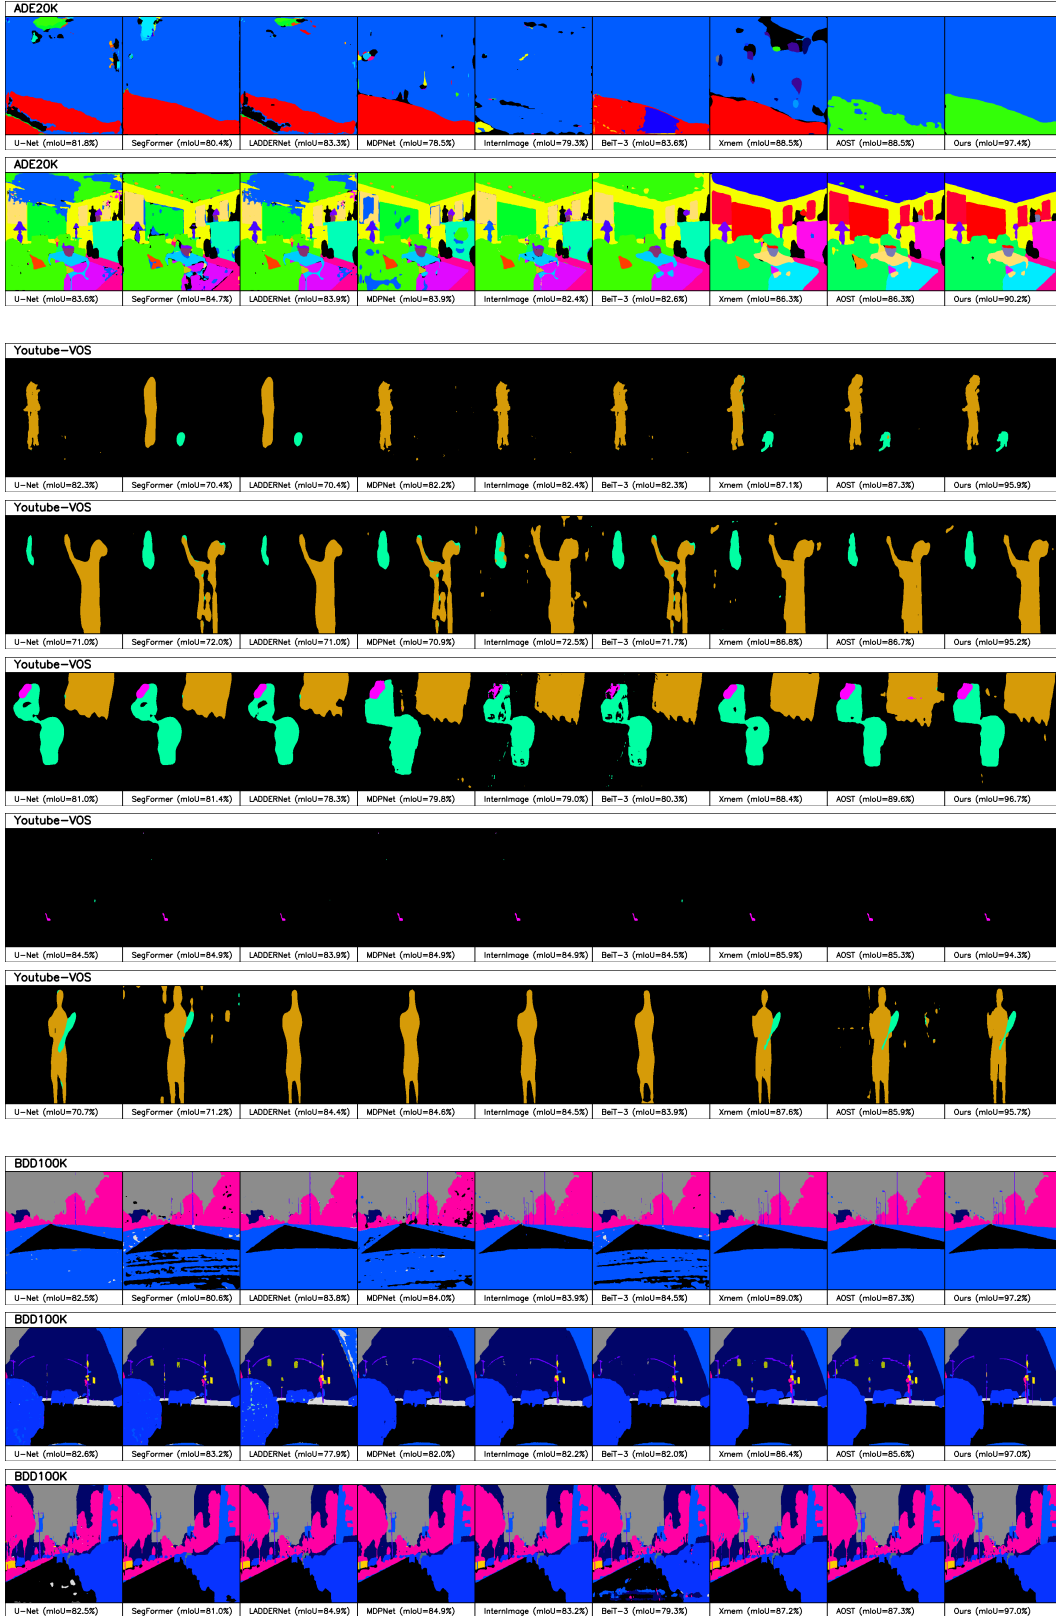 ADE20K
U-Net (mIoU=81.8%) SegFormer (mIoU=80.4%) LADDERNet (mIoU=83.3%) MDPNet (mIoU=78.5%) InternImage (mIoU=79.3%) BeiT-3 (mIoU=83.6%) Xmem (mIoU=88.5%) AOST (mIoU=88.5%) Ours (mIoU=97.4%)
ADE20K
U-Net (mIoU=83.6%) SegFormer (mIoU=84.7%) LADDERNet (mIoU=83.9%) MDPNet (mIoU=83.9%) InternImage (mIoU=82.4%) BeiT-3 (mIoU=82.6%) Xmem (mIoU=86.3%) AOST (mIoU=86.3%) Ours (mIoU=90.2%)
Youtube-VOS
U-Net (mIoU=82.3%) SegFormer (mIoU=70.4%) LADDERNet (mIoU=70.4%) MDPNet (mIoU=82.2%) InternImage (mIoU=82.4%) BeiT-3 (mIoU=82.3%) Xmem (mIoU=87.1%) AOST (mIoU=87.3%) Ours (mIoU=95.9%)
Youtube-VOS
U-Net (mIoU=71.0%) SegFormer (mIoU=72.0%) LADDERNet (mIoU=71.0%) MDPNet (mIoU=70.9%) InternImage (mIoU=72.5%) BeiT-3 (mIoU=71.7%) Xmem (mIoU=86.8%) AOST (mIoU=86.7%) Ours (mIoU=95.2%)
Youtube-VOS
U-Net (mIoU=81.0%) SegFormer (mIoU=81.4%) LADDERNet (mIoU=78.3%) MDPNet (mIoU=79.8%) InternImage (mIoU=79.0%) BeiT-3 (mIoU=80.3%) Xmem (mIoU=88.4%) AOST (mIoU=89.6%) Ours (mIoU=96.7%)
Youtube-VOS
U-Net (mIoU=84.5%) SegFormer (mIoU=84.9%) LADDERNet (mIoU=83.9%) MDPNet (mIoU=84.9%) InternImage (mIoU=84.9%) BeiT-3 (mIoU=84.5%) Xmem (mIoU=85.9%) AOST (mIoU=85.3%) Ours (mIoU=94.3%)
Youtube-VOS
U-Net (mIoU=70.7%) SegFormer (mIoU=71.2%) LADDERNet (mIoU=84.4%) MDPNet (mIoU=84.6%) InternImage (mIoU=84.5%) BeiT-3 (mIoU=83.9%) Xmem (mIoU=87.6%) AOST (mIoU=85.9%) Ours (mIoU=95.7%)
BDD100K
U-Net (mIoU=82.5%) SegFormer (mIoU=80.6%) LADDERNet (mIoU=83.8%) MDPNet (mIoU=84.0%) InternImage (mIoU=83.9%) BeiT-3 (mIoU=84.5%) Xmem (mIoU=89.0%) AOST (mIoU=87.3%) Ours (mIoU=97.2%)
BDD100K
U-Net (mIoU=82.6%) SegFormer (mIoU=83.2%) LADDERNet (mIoU=77.9%) MDPNet (mIoU=82.0%) InternImage (mIoU=82.2%) BeiT-3 (mIoU=82.0%) Xmem (mIoU=86.4%) AOST (mIoU=85.6%) Ours (mIoU=97.0%)
BDD100K
U-Net (mIoU=82.5%) SegFormer (mIoU=81.0%) LADDERNet (mIoU=84.9%) MDPNet (mIoU=84.9%) InternImage (mIoU=83.2%) BeiT-3 (mIoU=79.3%) Xmem (mIoU=87.2%) AOST (mIoU=87.3%) Ours (mIoU=97.0%)